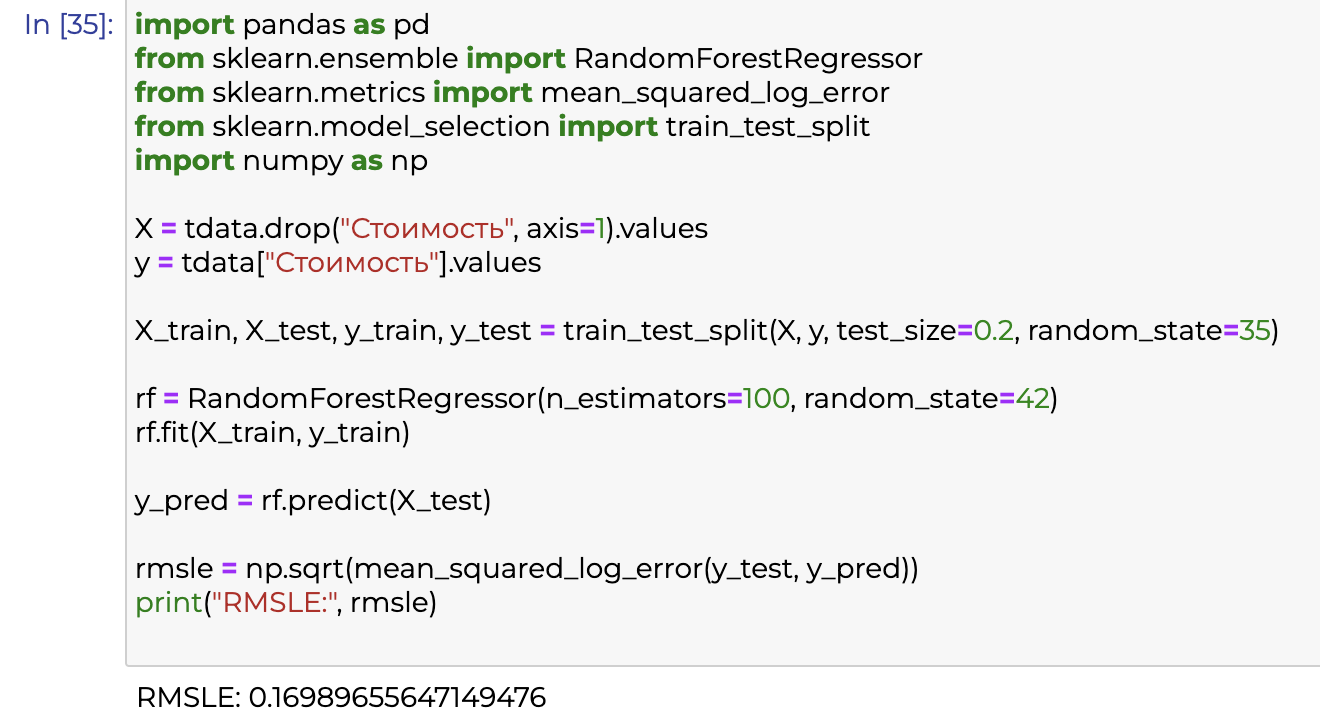 In [35]:
import pandas as pd
from sklearn.ensemble import RandomForestRegressor
from sklearn.metrics import mean_squared_log_error
from sklearn.model_selection import train_test_split
import numpy as np
X = tdata.drop("Стоимость", axis=1).values
y = tdata["Стоимость"].values
X_train, X_test, y_train, y_test = train_test_split(X, y, test_size=0.2, random_state=35)
rf = RandomForestRegressor(n_estimators=100, random_state=42)
rf.fit(X_train, y_train)
y_pred = rf.predict(X_test)
rmsle = np.sqrt(mean_squared_log_error(y_test, y_pred))
print("RMSLE:", rmsle)
RMSLE: 0.16989655647149476